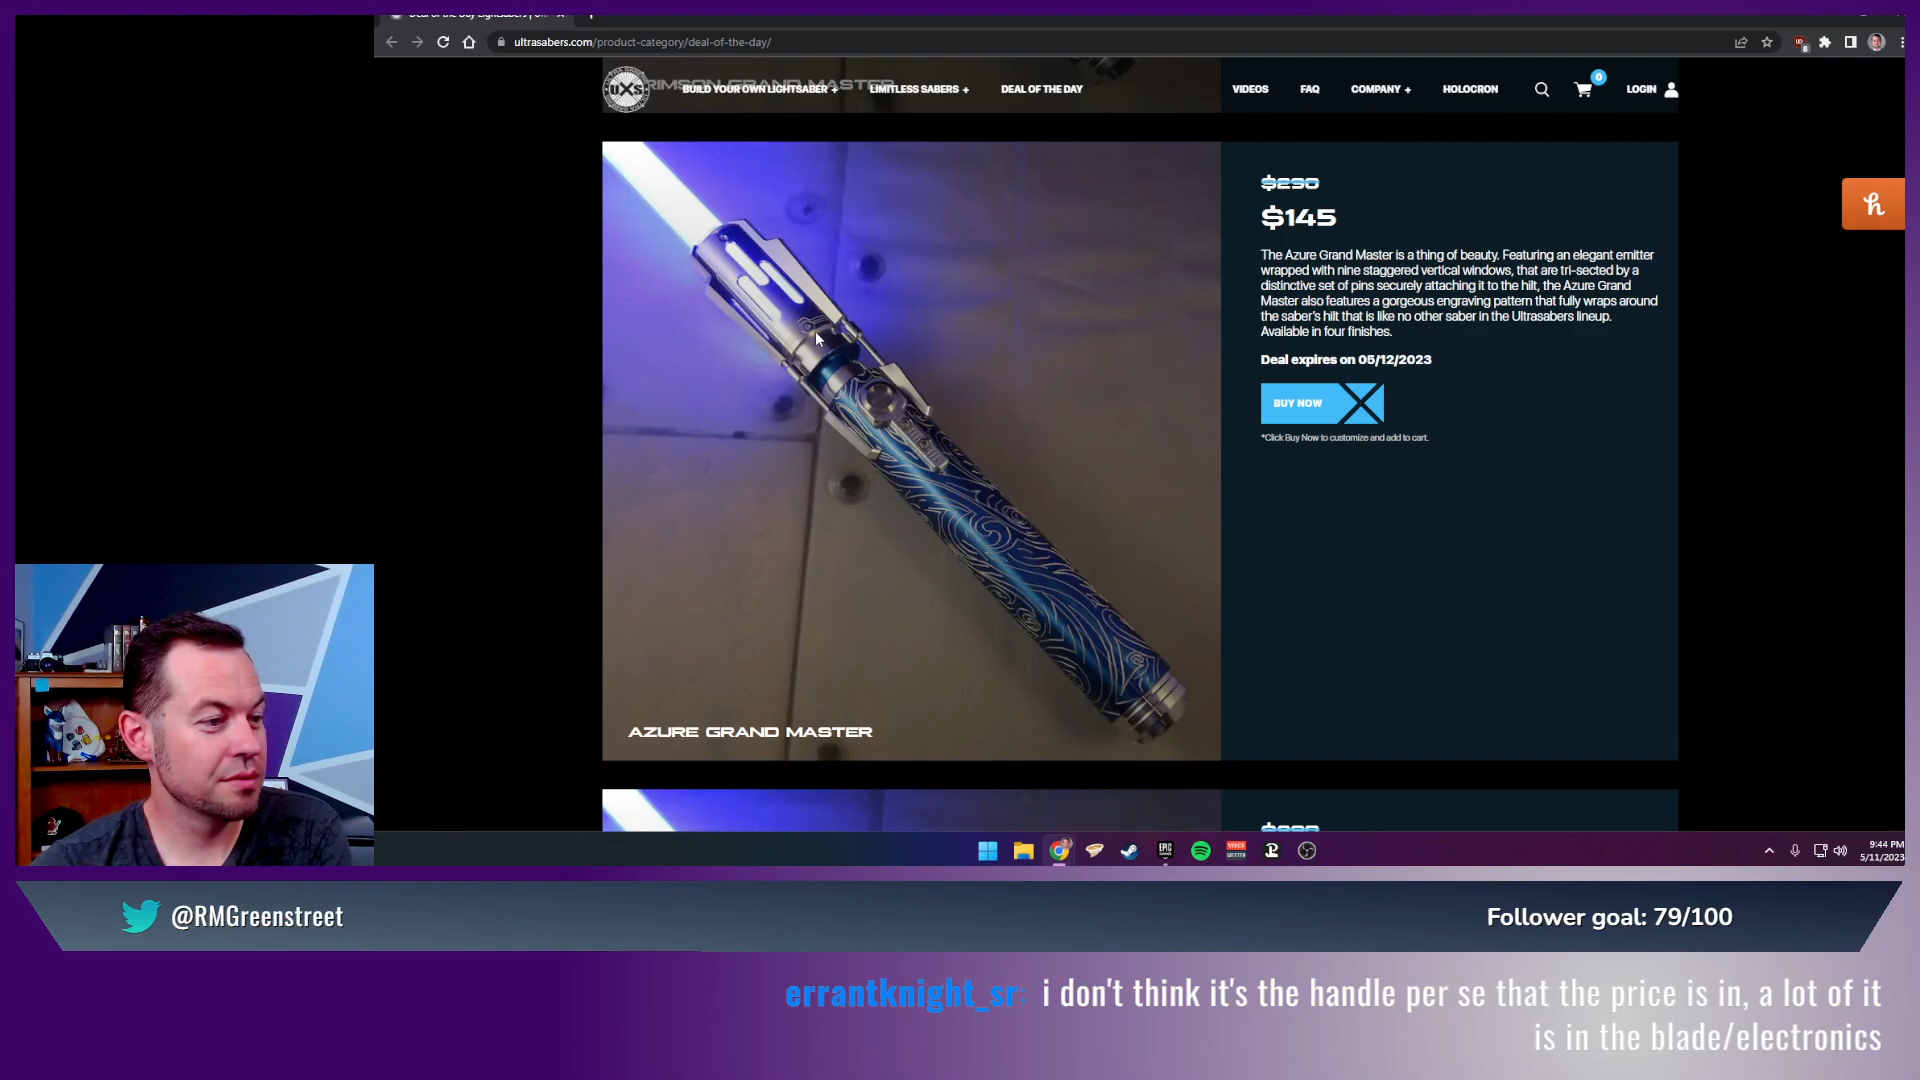 ultrasabers.com/product-category/deal-of-the-day/
CRIMSON GRAND MASTER
UXS
BUILD YOUR OWN LIGHTSABER +
LIMITLESS SABERS +
DEAL OF THE DAY
VIDEOS
FAQ
COMPANY +
HOLOCRON
0
LOGIN
$290
$145
The Azure Grand Master is a thing of beauty. Featuring an elegant emitter
wrapped with nine staggered vertical windows, that are tri-sected by a
distinctive set of pins securely attaching it to the hilt, the Azure Grand
Master also features a gorgeous engraving pattern that fully wraps around
the saber's hilt that is like no other saber in the Ultrasabers lineup.
Available in four finishes.
Deal expires on 05/12/2023
BUY NOW
*Click Buy Now to customize and add to cart.
AZURE GRAND MASTER
EPIC
9:44 PM
5/11/2023
@RMGreenstreet
Follower goal: 79/100
errantknight_sr: i don't think it's the handle per se that the price is in, a lot of it
is in the blade/electronics